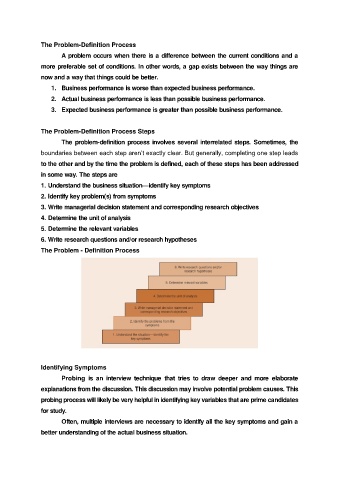 The Problem-Definition Process
A problem occurs when there is a difference between the current conditions and a
more preferable set of conditions. In other words, a gap exists between the way things are
now and a way that things could be better.
1. Business performance is worse than expected business performance.
2. Actual business performance is less than possible business performance.
3. Expected business performance is greater than possible business performance.
The Problem-Definition Process Steps
The problem-definition process involves several interrelated steps. Sometimes, the
boundaries between each step aren't exactly clear. But generally, completing one step leads
to the other and by the time the problem is defined, each of these steps has been addressed
in some way. The steps are
1. Understand the business situation—identify key symptoms
2. Identify key problem(s) from symptoms
3. Write managerial decision statement and corresponding research objectives
4. Determine the unit of analysis
5. Determine the relevant variables
6. Write research questions and/or research hypotheses
The Problem - Definition Process
6. Write research questions and/or
research hypotheses
5. Determine relevant variables
4. Determine unit of analysis
3. Write managerial decision statement and
corresponding research objectives
2. Identify key problems from the
symptoms
1. Understand the situation—identify key
symptoms
Identifying Symptoms
Probing is an interview technique that tries to draw deeper and more elaborate
explanations from the discussion. This discussion may involve potential problem causes. This
probing process will likely be very helpful in identifying key variables that are prime candidates
for study.
Often, multiple interviews are necessary to identify all the key symptoms and gain a
better understanding of the actual business situation.